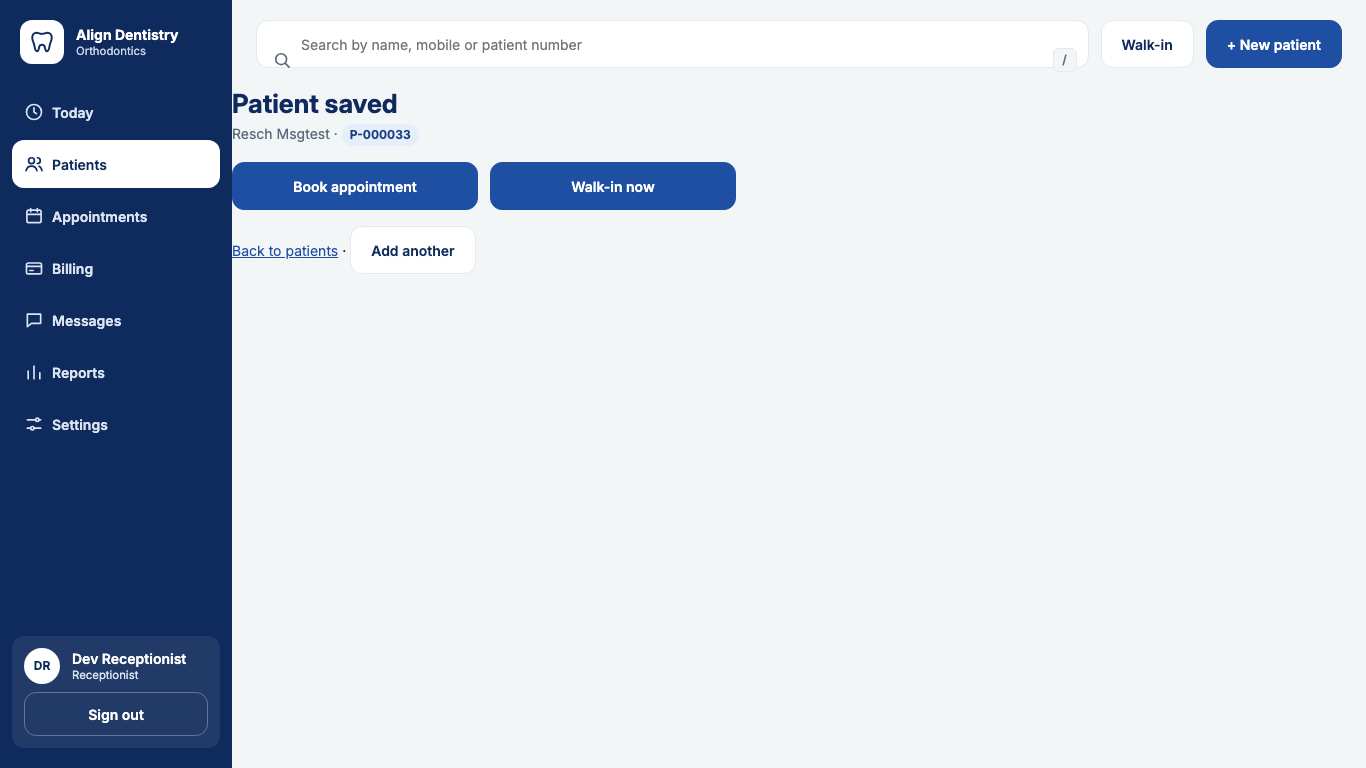 Align Dentistry
Orthodontics
Today
Patients
Appointments
Billing
Messages
Reports
Settings
DR
Dev Receptionist
Receptionist
Sign out
Search by name, mobile or patient number
/
Walk-in
+ New patient
Patient saved
Resch Msgtest · P-000033
Book appointment
Walk-in now
Back to patients · Add another